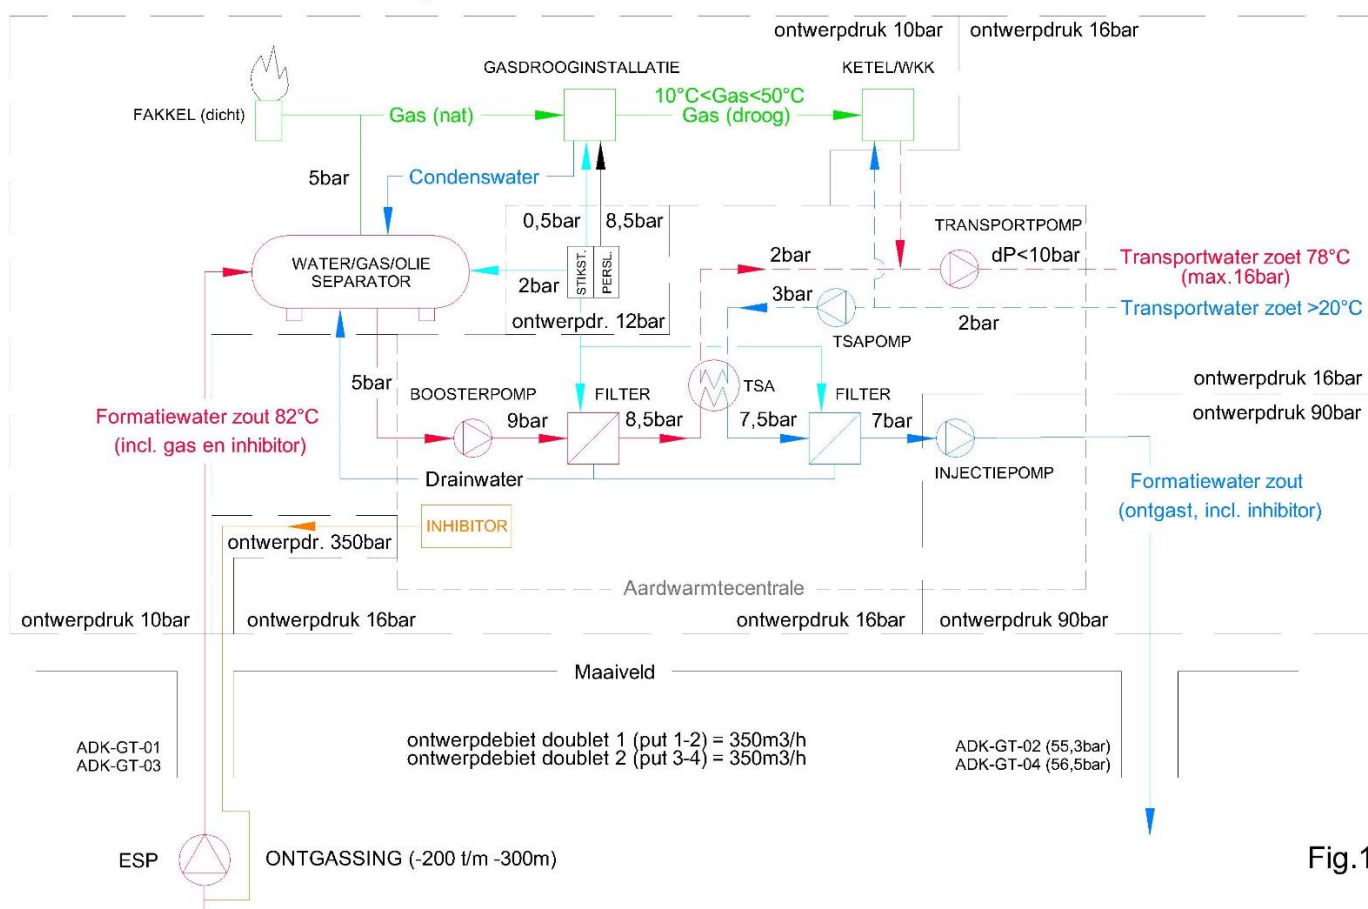 ontwerpdruk 10bar
ontwerpdruk 16bar
GASDROOGINSTALLATIE
KETEL/WKK
10°C<Gas<50°C
FAKKEL (dicht)
Gas (nat)
Gas (droog)
5bar
Condenswater
0,5bar
8,5bar
TRANSPORTPOMP
WATER/GAS/OLIE
SEPARATOR
STIKST.
PERSL.
2bar
2bar
dP<10bar
Transportwater zoet 78°C
(max.16bar)
3bar
Transportwater zoet >20°C
ontwerpdr. 12bar
2bar
TSAPOMP
5bar
BOOSTERPOMP
FILTER
TSA
FILTER
ontwerpdruk 16bar
ontwerpdruk 90bar
Formatiewater zout 82°C
(incl. gas en inhibitor)
9bar
8,5bar
7,5bar
7bar
INJECTIEPOMP
Drainwater
Formatiewater zout
(ontgast, incl. inhibitor)
INHIBITOR
ontwerpdr. 350bar
Aardwarmtecentrale
ontwerpdruk 10bar
ontwerpdruk 16bar
ontwerpdruk 16bar
ontwerpdruk 90bar
Maaiveld
ADK-GT-01
ADK-GT-03
ontwerpdebiet doublet 1 (put 1-2) = 350m3/h
ontwerpdebiet doublet 2 (put 3-4) = 350m3/h
ADK-GT-02 (55,3bar)
ADK-GT-04 (56,5bar)
ESP
ONTGASSING (-200 t/m -300m)
Fig.1